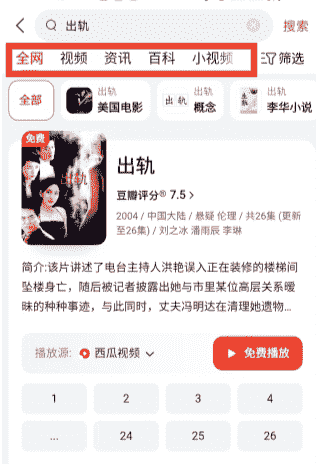 出轨
搜索
全网 视频 资讯 百科 小视频 筛选
全部
出轨
美国电影
出轨
出轨
概念
出轨
李华小说
免费
出轨
出轨
豆瓣评分® 7.5 >
2004 / 中国大陆 / 悬疑 伦理 / 共26集 (更新
至26集) / 刘之冰 潘雨辰 李琳
简介:该片讲述了电台主持人洪艳误入正在装修的楼梯间
坠楼身亡，随后被记者披露出她与市里某位高层关系暧
昧的种种事迹，与此同时，丈夫冯明达在清理她遗物...
播放源: 西瓜视频
免费播放
1 2 3 4
... 24 25 26